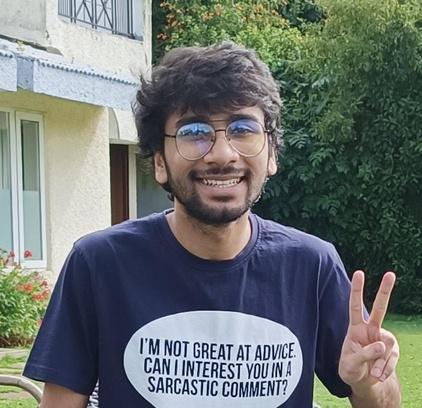 I'M NOT GREAT AT ADVICE.
CAN I INTEREST YOU IN A
SARCASTIC COMMENT?